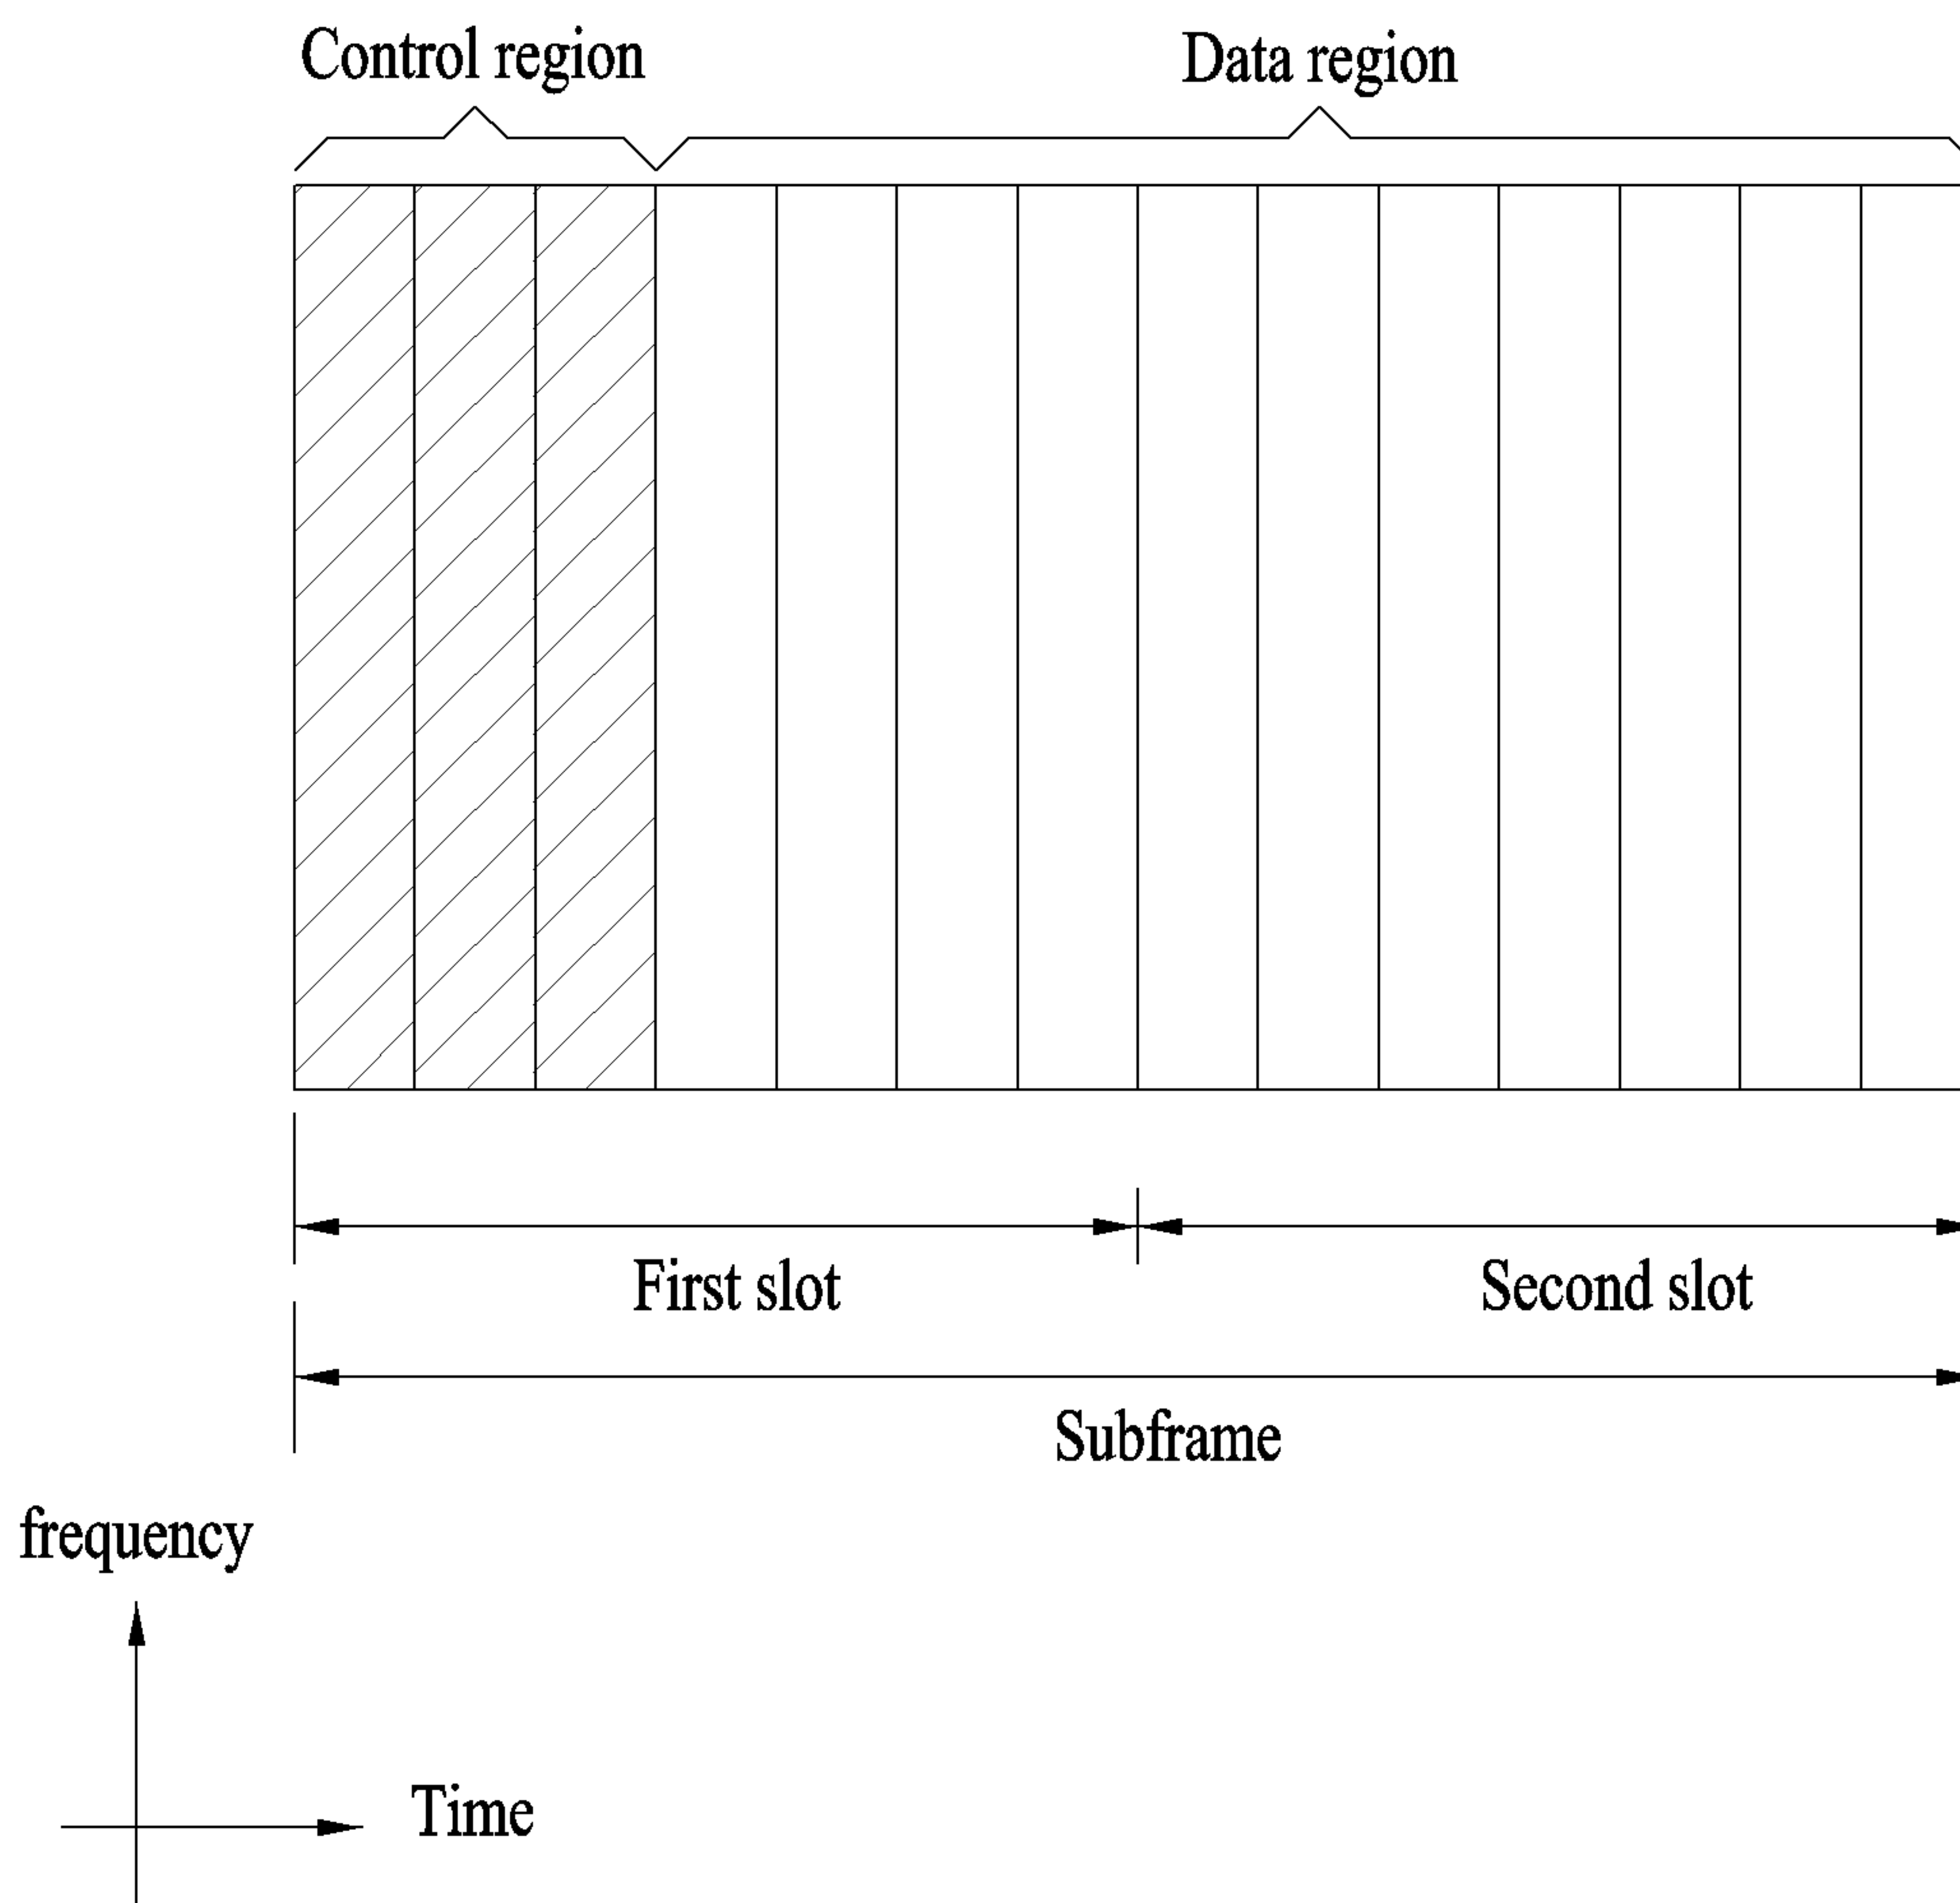 Control region
Data region
First slot
Second slot
Subframe
frequency
Time